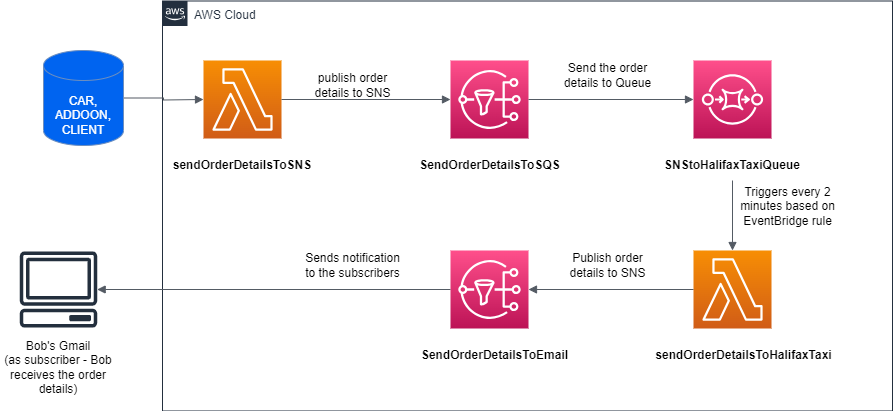 aws
AWS Cloud
CAR,
ADDOON,
CLIENT
publish order
details to SNS
Send the order
details to Queue
sendOrderDetailsToSNS
SendOrderDetailsToSQS
SNStoHalifaxTaxiQueue
Triggers every 2
minutes based on
EventBridge rule
Sends notification
to the subscribers
Publish order
details to SNS
Bob's Gmail
(as subscriber - Bob
receives the order
details)
SendOrderDetailsToEmail
sendOrderDetailsToHalifaxTaxi